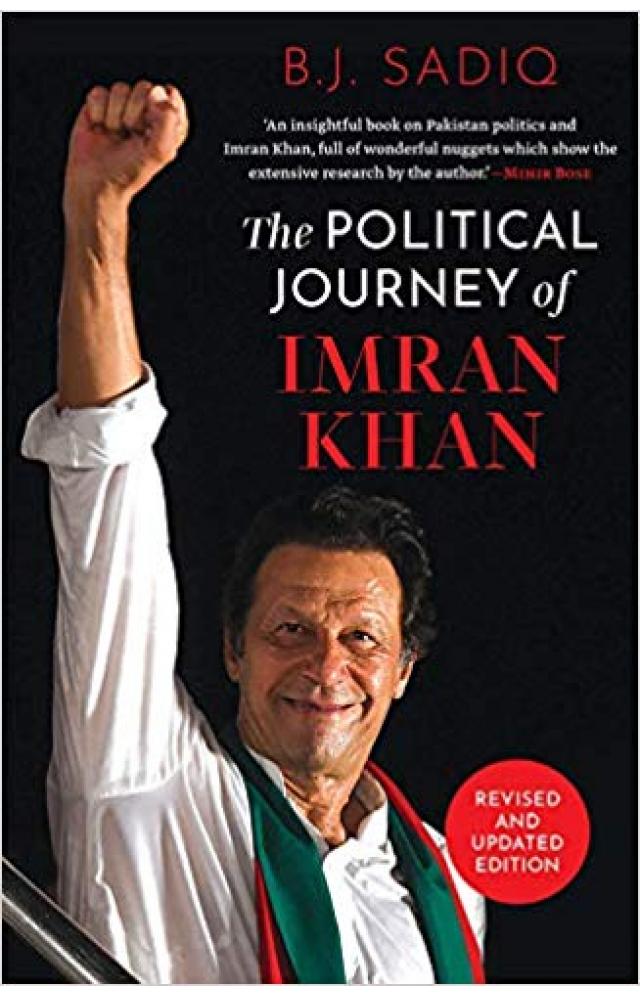 B.J. SADIQ
'An insightful book on Pakistan politics and
Imran Khan, full of wonderful nuggets which show the
extensive research by the author.' – MIHIR BOSE
The POLITICAL
JOURNEY of
IMRAN
KHAN
REVISED
AND
UPDATED
EDITION